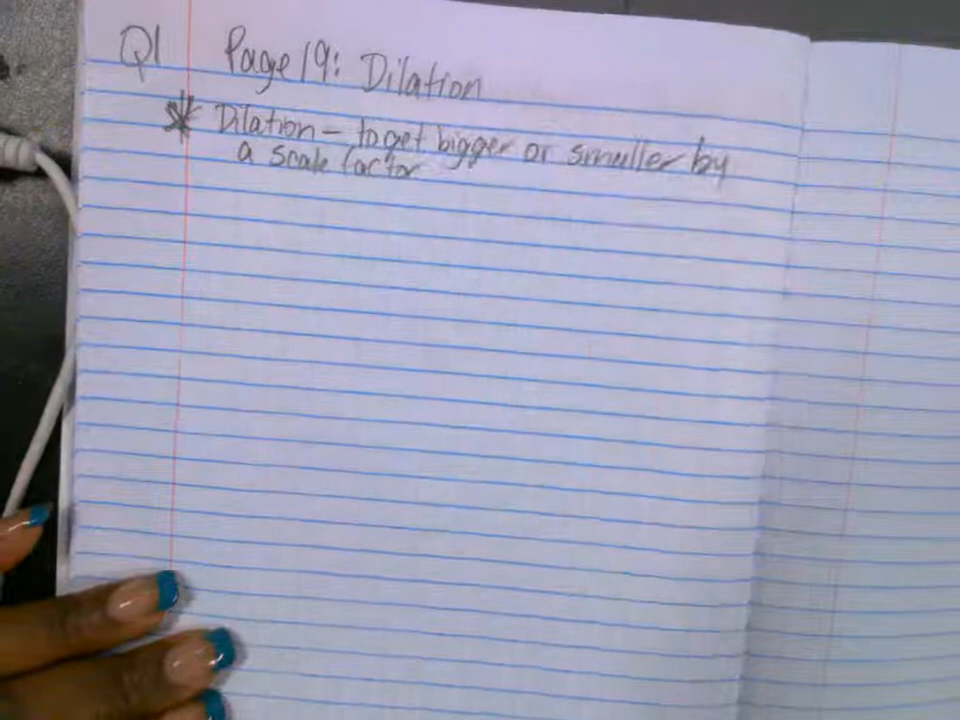 Q1 Page 19: Dilation
* Dilation - to get bigger or smaller by
a scale factor